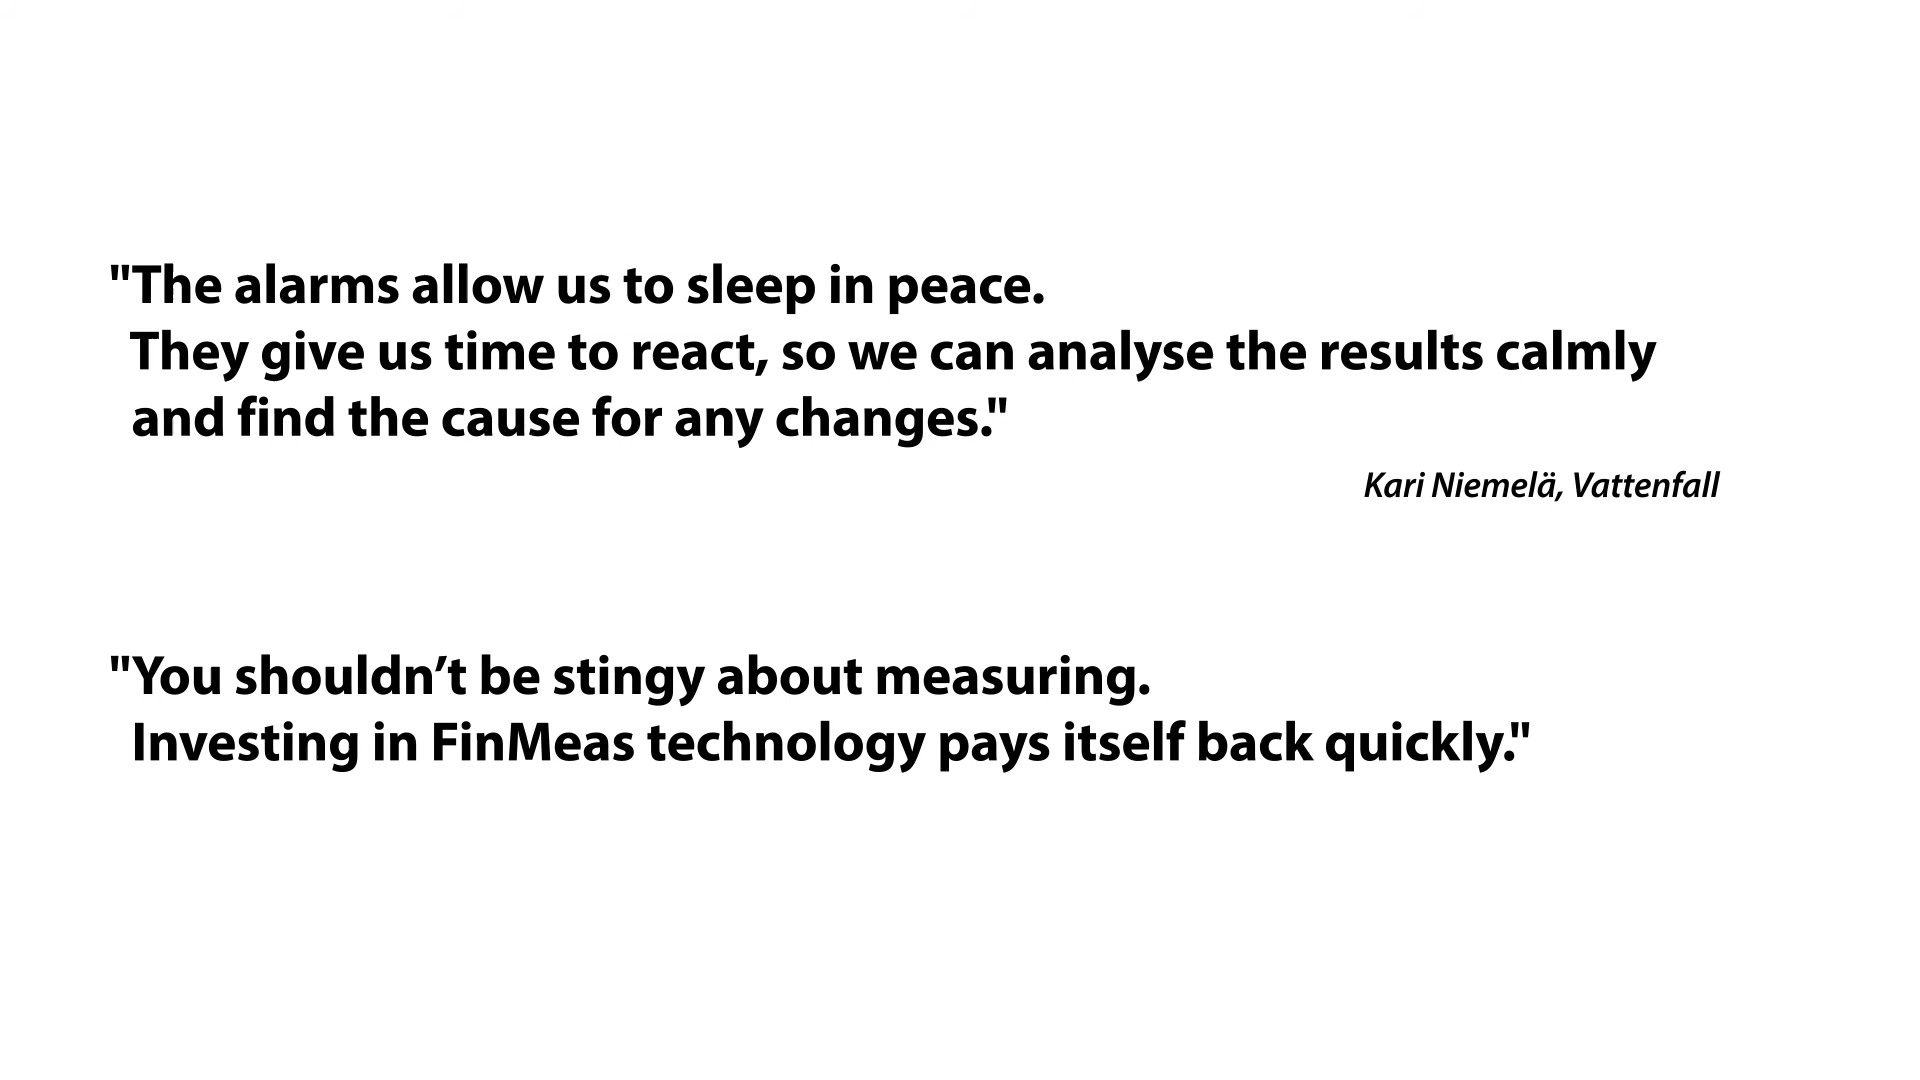 "The alarms allow us to sleep in peace.
They give us time to react, so we can analyse the results calmly
and find the cause for any changes."
Kari Niemelä, Vattenfall
"You shouldn’t be stingy about measuring.
Investing in FinMeas technology pays itself back quickly."